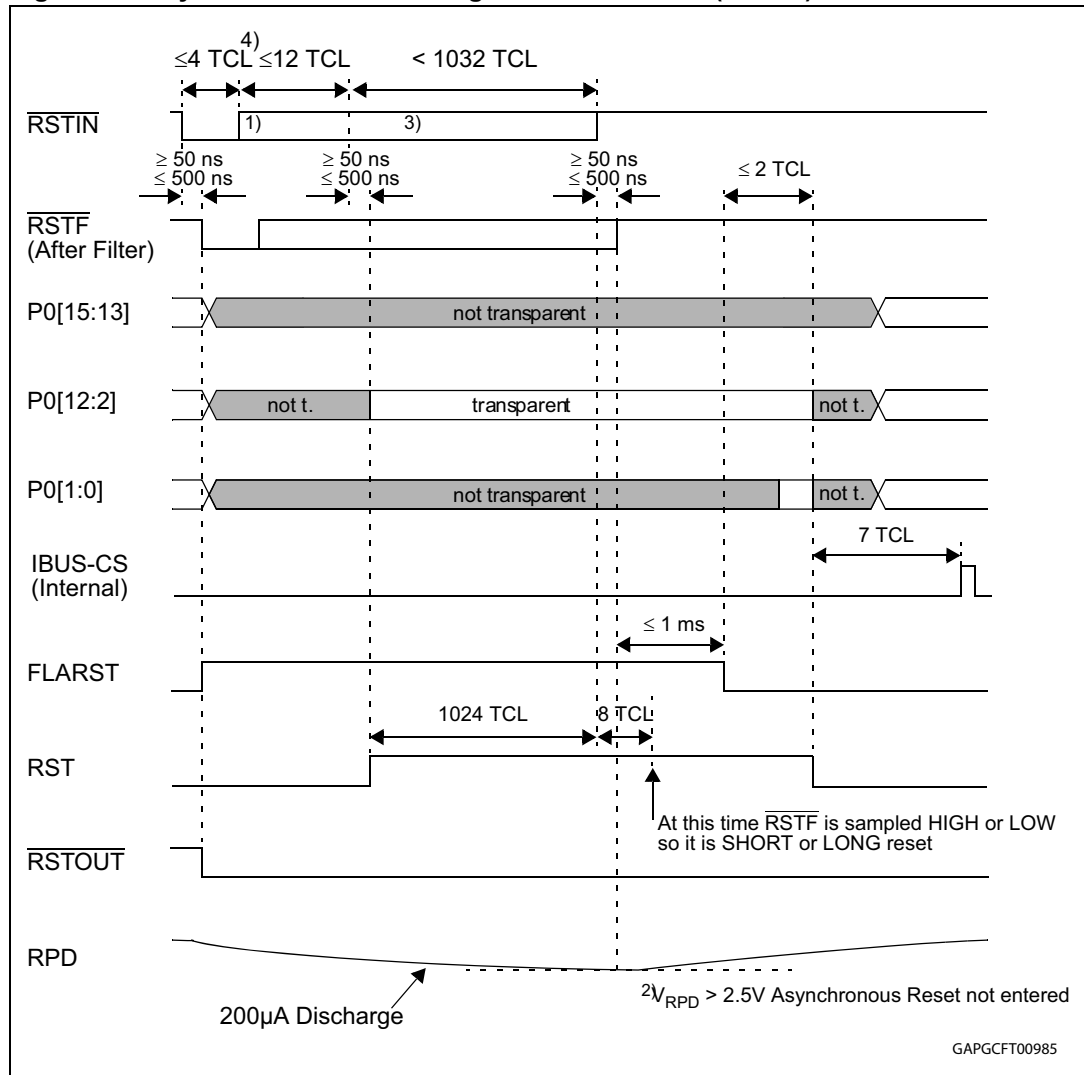 4)
≤4 TCL ≤12 TCL < 1032 TCL
RSTIN
1) 3)
≥ 50 ns ≥ 50 ns ≥ 50 ns
≤ 500 ns ≤ 500 ns ≤ 500 ns
≤ 2 TCL
RSTF
(After Filter)
P0[15:13] not transparent
P0[12:2] not t. transparent not t.
P0[1:0] not transparent not t.
7 TCL
IBUS-CS
(Internal)
≤ 1 ms
FLARST
1024 TCL 8 TCL
RST
At this time RSTF is sampled HIGH or LOW
so it is SHORT or LONG reset
RSTOUT
RPD
2)VRPD > 2.5V Asynchronous Reset not entered
200µA Discharge
GAPGCFT00985